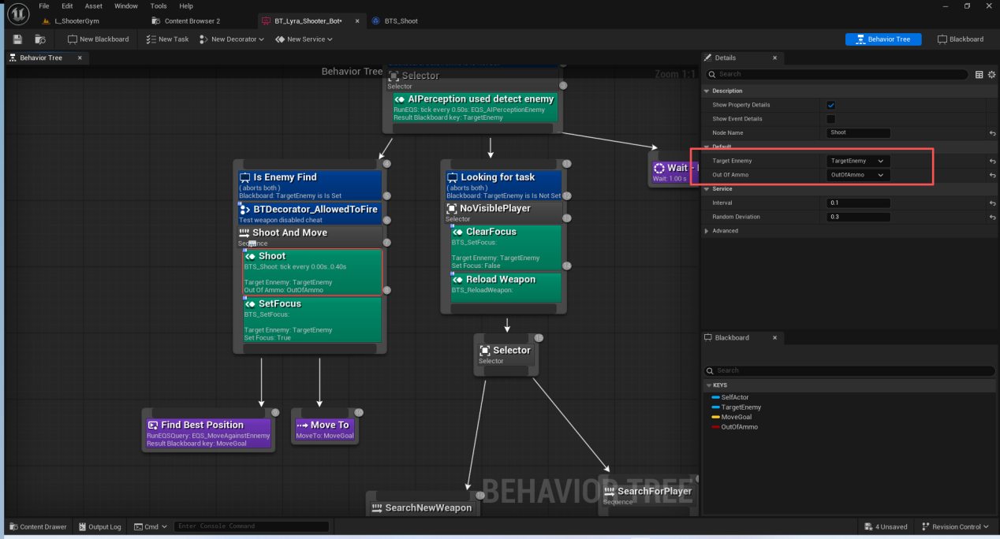 File Edit Asset Window Tools Help
L_ShooterGym Content Browser 2 BT_Lyra_Shooter_Bot• × BTS_Shoot
New Blackboard New Task New Decorator New Service Behavior Tree Blackboard
Behavior Tree ×
Behavior Tree
Zoom 1:1
Selector
Selector
AIPerception used detect enemy
RunEQS: tick every 0.50s: EQS_AIPerceptionEnemy
Result Blackboard key: TargetEnemy
Is Enemy Find
( aborts both )
Blackboard: TargetEnemy is Is Set
BTDecorator_AllowedToFire
Test weapon disabled cheat
Shoot And Move
Sequence
Shoot
BTS_Shoot: tick every 0.00s..0.40s
Target Ennemy: TargetEnemy
Out Of Ammo: OutOfAmmo
SetFocus
BTS_SetFocus:
Target Ennemy: TargetEnemy
Set Focus: True
Looking for task
( aborts both )
Blackboard: TargetEnemy is Is Not Set
NoVisiblePlayer
Selector
ClearFocus
BTS_SetFocus:
Target Ennemy: TargetEnemy
Set Focus: False
Reload Weapon
BTS_ReloadWeapon:
Wait -
Wait: 1.00 s
Selector
Selector
Find Best Position
RunEQSQuery: EQS_MoveAgainstEnnemy
Result Blackboard key: MoveGoal
Move To
MoveTo: MoveGoal
SearchNewWeapon
SearchForPlayer
Sequence
BEHAVIOR TREE
Details ×
Search
Description
Show Property Details
Show Event Details
Node Name Shoot
Default
Target Ennemy TargetEnemy
Out Of Ammo OutOfAmmo
Service
Interval 0.1
Random Deviation 0.3
Advanced
Blackboard ×
Search
KEYS
SelfActor
TargetEnemy
MoveGoal
OutOfAmmo
Content Drawer Output Log Cmd Enter Console Command 4 Unsaved Revision Control